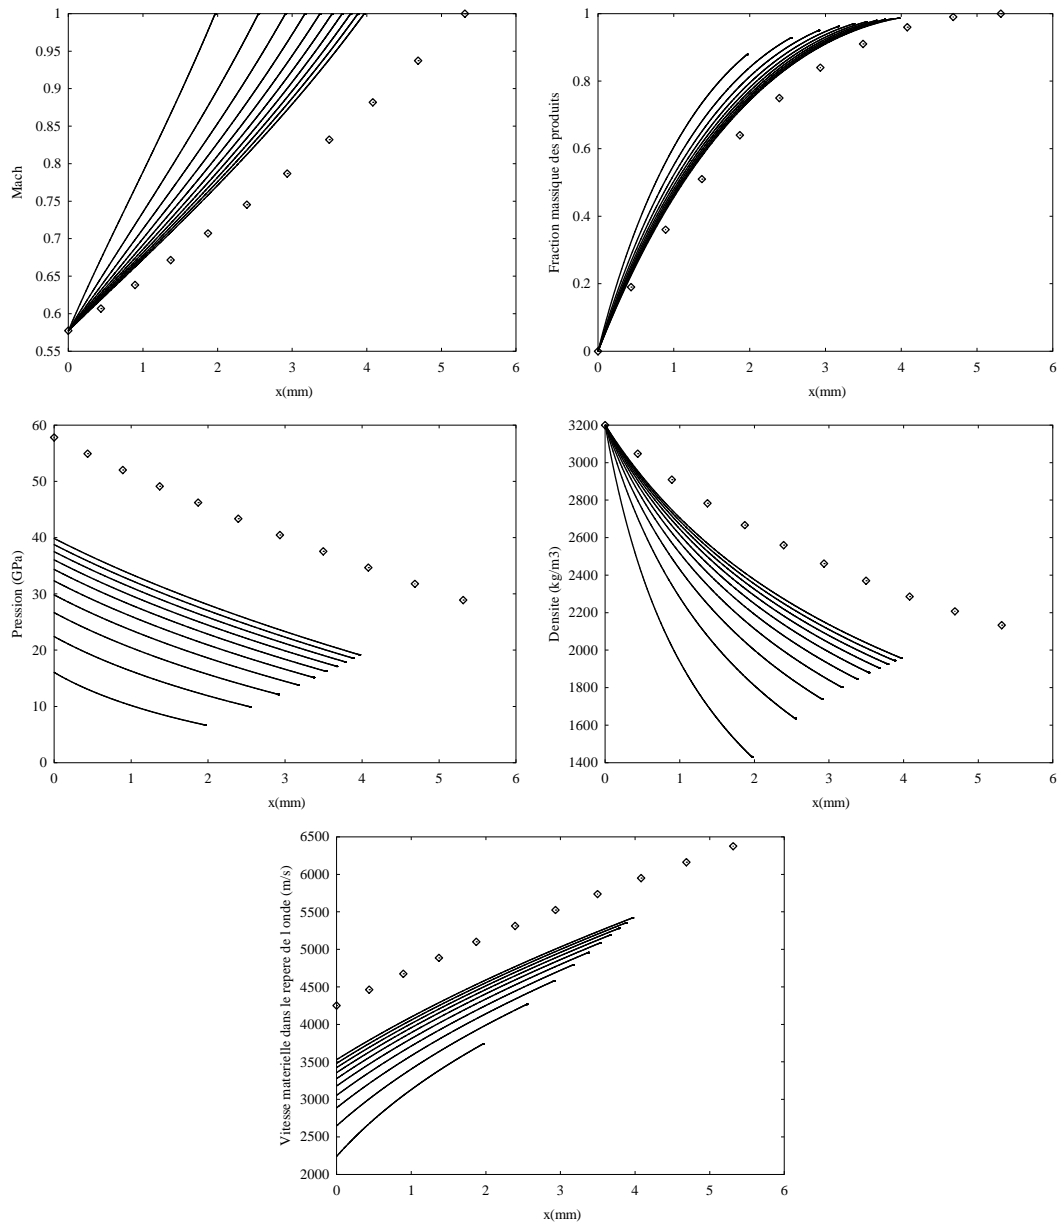 1
0.95
0.9
0.85
0.8
0.75
0.7
0.65
0.6
0.55
Mach
0 1 2 3 4 5 6
x(mm)
1
0.8
0.6
0.4
0.2
0
Fraction massique des produits
0 1 2 3 4 5 6
x(mm)
60
50
40
30
20
10
0
Pression (GPa)
0 1 2 3 4 5 6
x(mm)
3200
3000
2800
2600
2400
2200
2000
1800
1600
1400
Densite (kg/m3)
0 1 2 3 4 5 6
x(mm)
6500
6000
5500
5000
4500
4000
3500
3000
2500
2000
Vitesse materielle dans le repere de l onde (m/s)
0 1 2 3 4 5 6
x(mm)